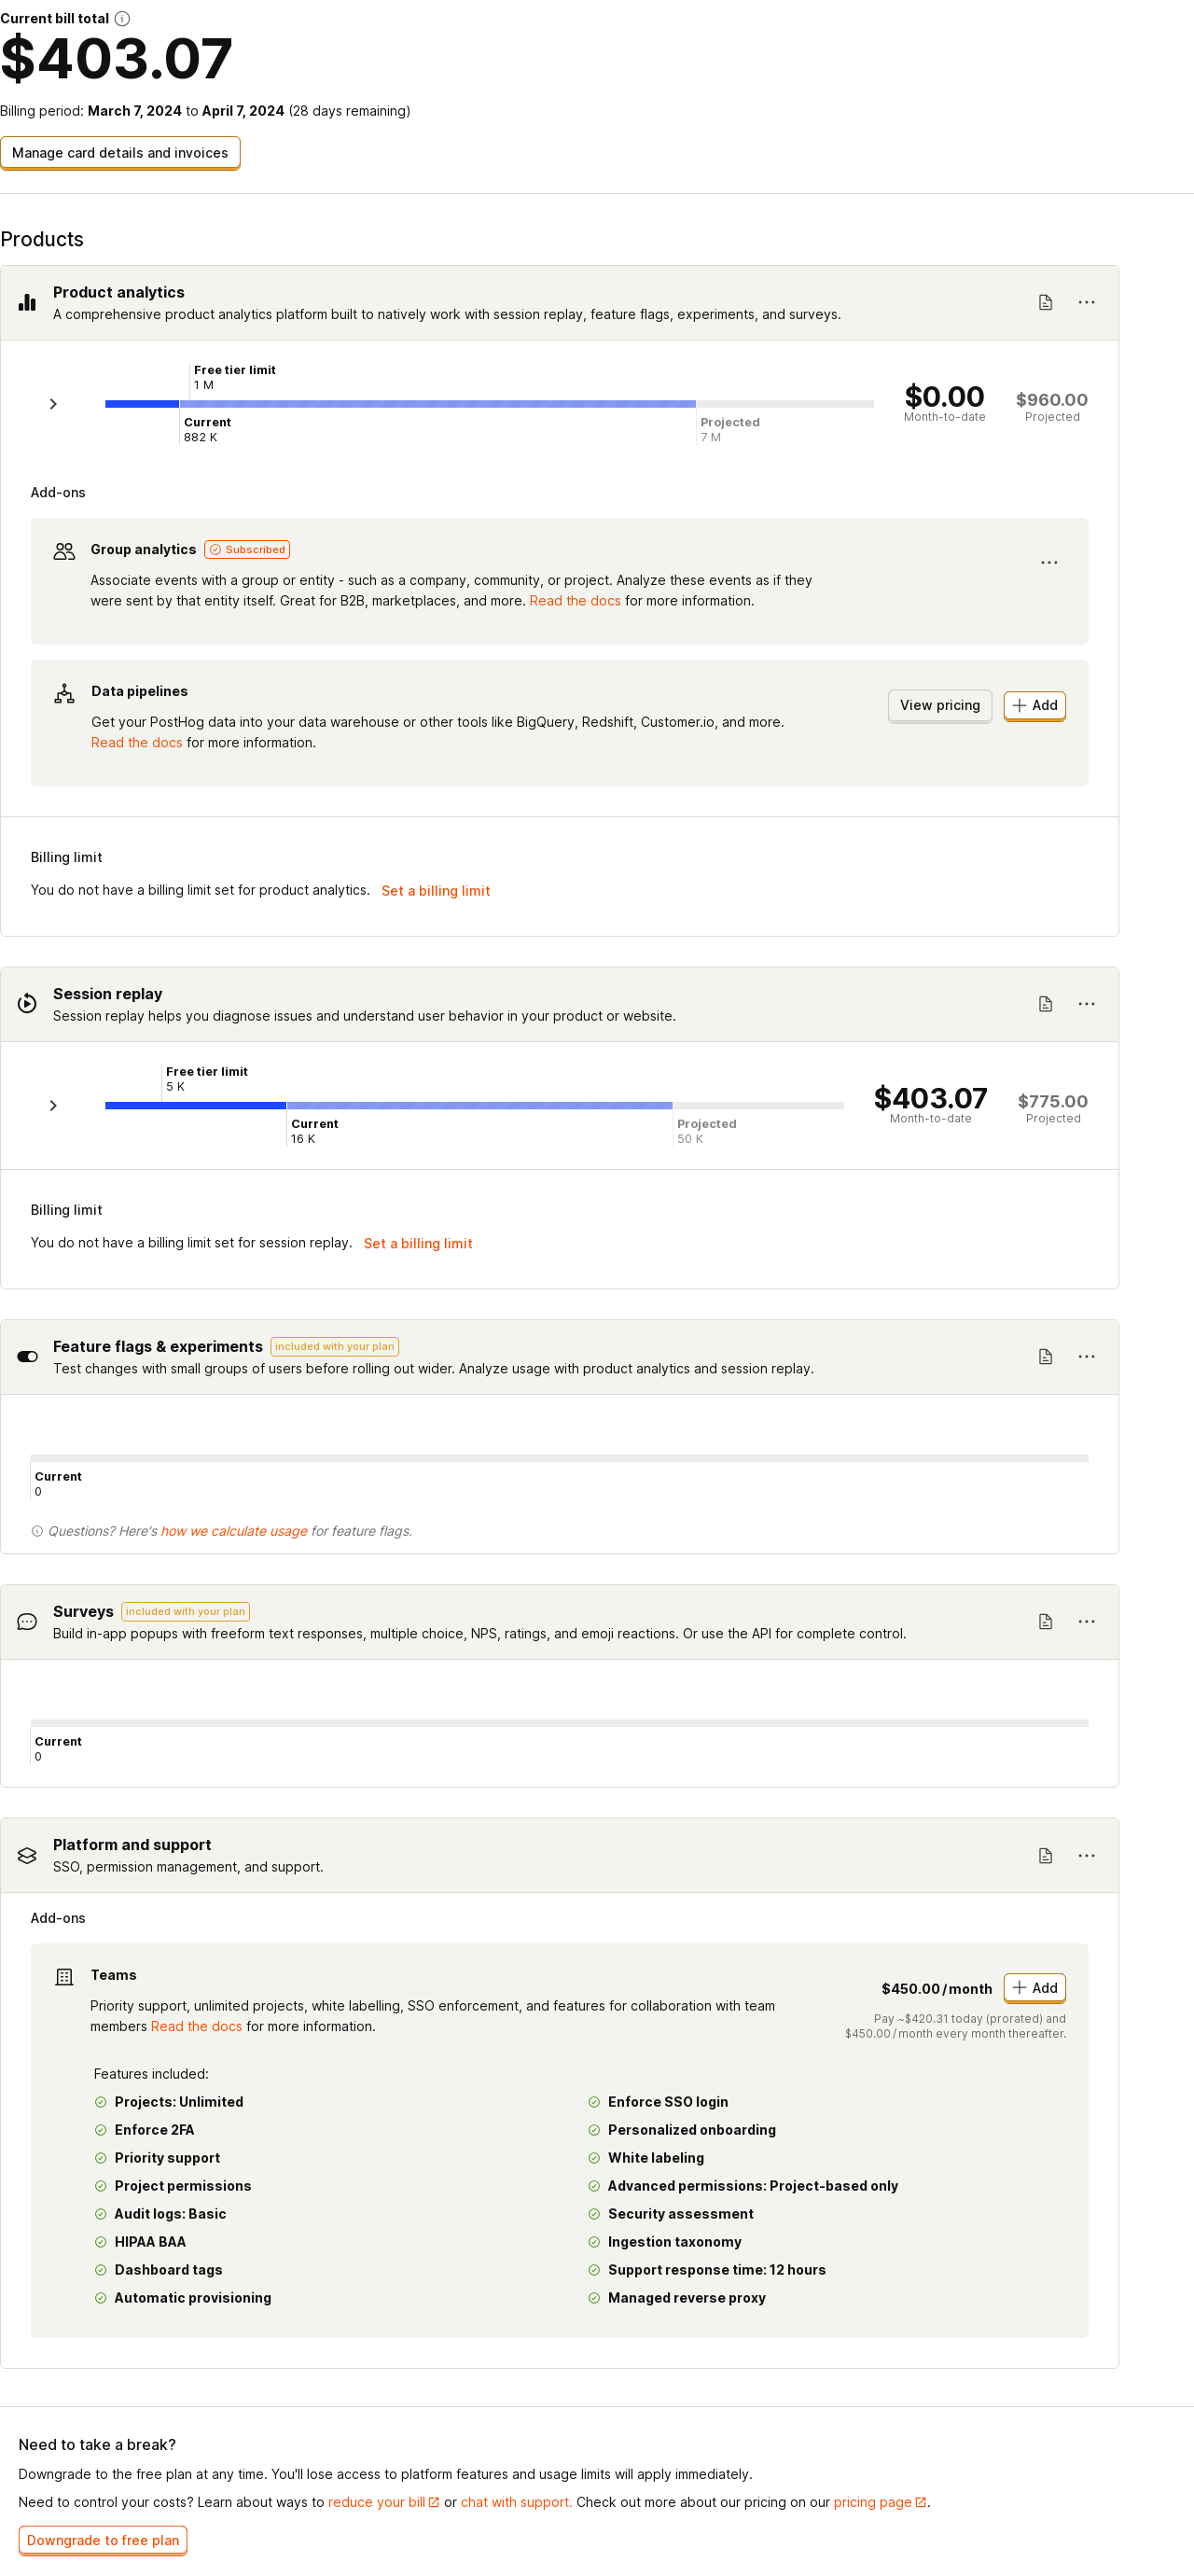 Current bill total
$403.07
Billing period: March 7, 2024 to April 7, 2024 (28 days remaining)
Manage card details and invoices
Products
Product analytics
A comprehensive product analytics platform built to natively work with session replay, feature flags, experiments, and surveys.
Free tier limit
1 M
Current
882 K
Projected
7 M
$0.00
Month-to-date
$960.00
Projected
Add-ons
Group analytics Subscribed
Associate events with a group or entity - such as a company, community, or project. Analyze these events as if they
were sent by that entity itself. Great for B2B, marketplaces, and more. Read the docs for more information.
Data pipelines
Get your PostHog data into your data warehouse or other tools like BigQuery, Redshift, Customer.io, and more.
Read the docs for more information.
View pricing
Add
Billing limit
You do not have a billing limit set for product analytics. Set a billing limit
Session replay
Session replay helps you diagnose issues and understand user behavior in your product or website.
Free tier limit
5 K
Current
16 K
Projected
50 K
$403.07
Month-to-date
$775.00
Projected
Billing limit
You do not have a billing limit set for session replay. Set a billing limit
Feature flags & experiments included with your plan
Test changes with small groups of users before rolling out wider. Analyze usage with product analytics and session replay.
Current
0
Questions? Here's how we calculate usage for feature flags.
Surveys included with your plan
Build in-app popups with freeform text responses, multiple choice, NPS, ratings, and emoji reactions. Or use the API for complete control.
Current
0
Platform and support
SSO, permission management, and support.
Add-ons
Teams
Priority support, unlimited projects, white labelling, SSO enforcement, and features for collaboration with team
members Read the docs for more information.
$450.00/month
Add
Pay ~$420.31 today (prorated) and
$450.00/month every month thereafter.
Features included:
Projects: Unlimited
Enforce SSO login
Enforce 2FA
Personalized onboarding
Priority support
White labeling
Project permissions
Advanced permissions: Project-based only
Audit logs: Basic
Security assessment
HIPAA BAA
Ingestion taxonomy
Dashboard tags
Support response time: 12 hours
Automatic provisioning
Managed reverse proxy
Need to take a break?
Downgrade to the free plan at any time. You'll lose access to platform features and usage limits will apply immediately.
Need to control your costs? Learn about ways to reduce your bill or chat with support. Check out more about our pricing on our pricing page.
Downgrade to free plan